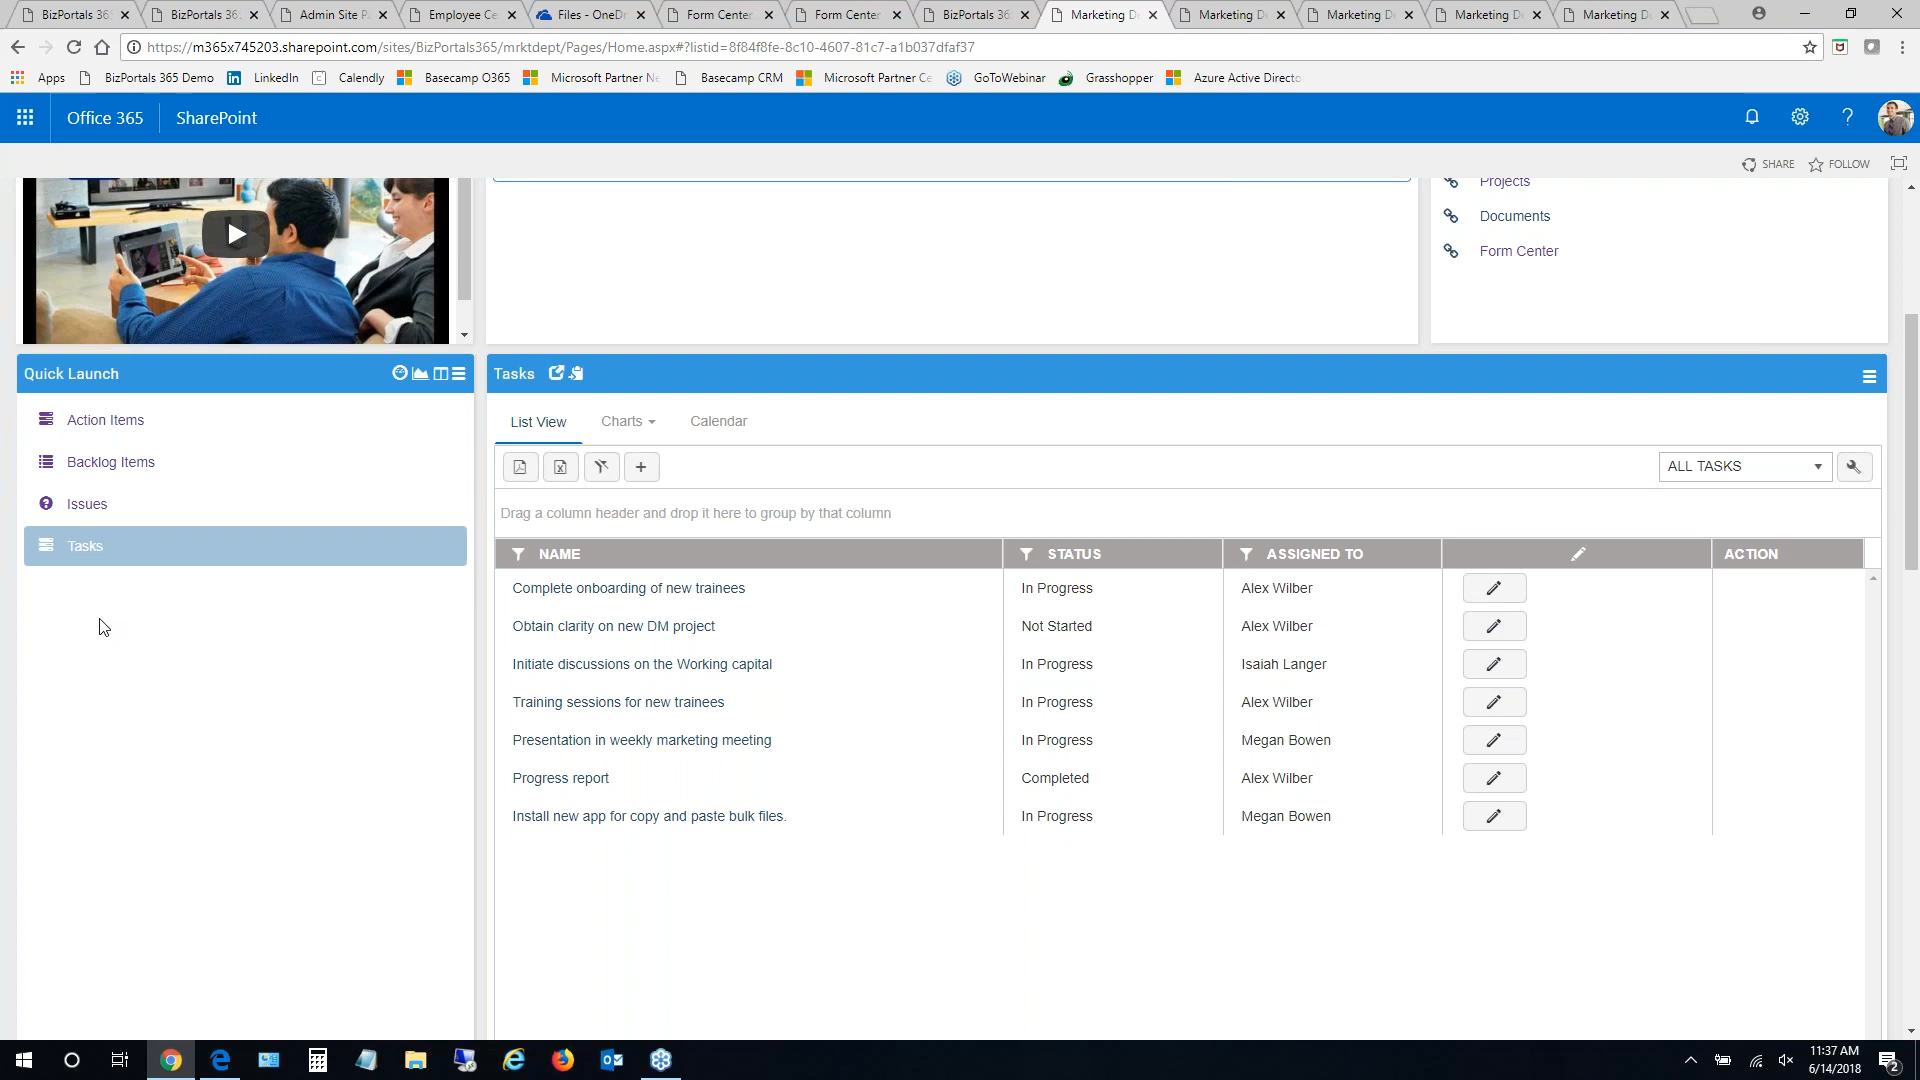 BizPortals 36
BizPortals 36
Admin Site P
Employee Ce
Files - OneDr
Form Center
Form Center
BizPortals 36
Marketing D
Marketing D
Marketing D
Marketing D
Marketing D
https://m365x745203.sharepoint.com/sites/BizPortals365/mrktdept/Pages/Home.aspx#?listid=8f84f8fe-8c10-4607-81c7-a1b037dfaf37
Apps BizPortals 365 Demo LinkedIn Calendly Basecamp O365 Microsoft Partner Ne Basecamp CRM Microsoft Partner Ce GoToWebinar Grasshopper Azure Active Directo
Office 365 SharePoint
SHARE FOLLOW
Projects
Documents
Form Center
Quick Launch
Action Items
Backlog Items
Issues
Tasks
Tasks
List View Charts Calendar
ALL TASKS
Drag a column header and drop it here to group by that column
NAME STATUS ASSIGNED TO ACTION
Complete onboarding of new trainees In Progress Alex Wilber
Obtain clarity on new DM project Not Started Alex Wilber
Initiate discussions on the Working capital In Progress Isaiah Langer
Training sessions for new trainees In Progress Alex Wilber
Presentation in weekly marketing meeting In Progress Megan Bowen
Progress report Completed Alex Wilber
Install new app for copy and paste bulk files. In Progress Megan Bowen
11:37 AM
6/14/2018
2